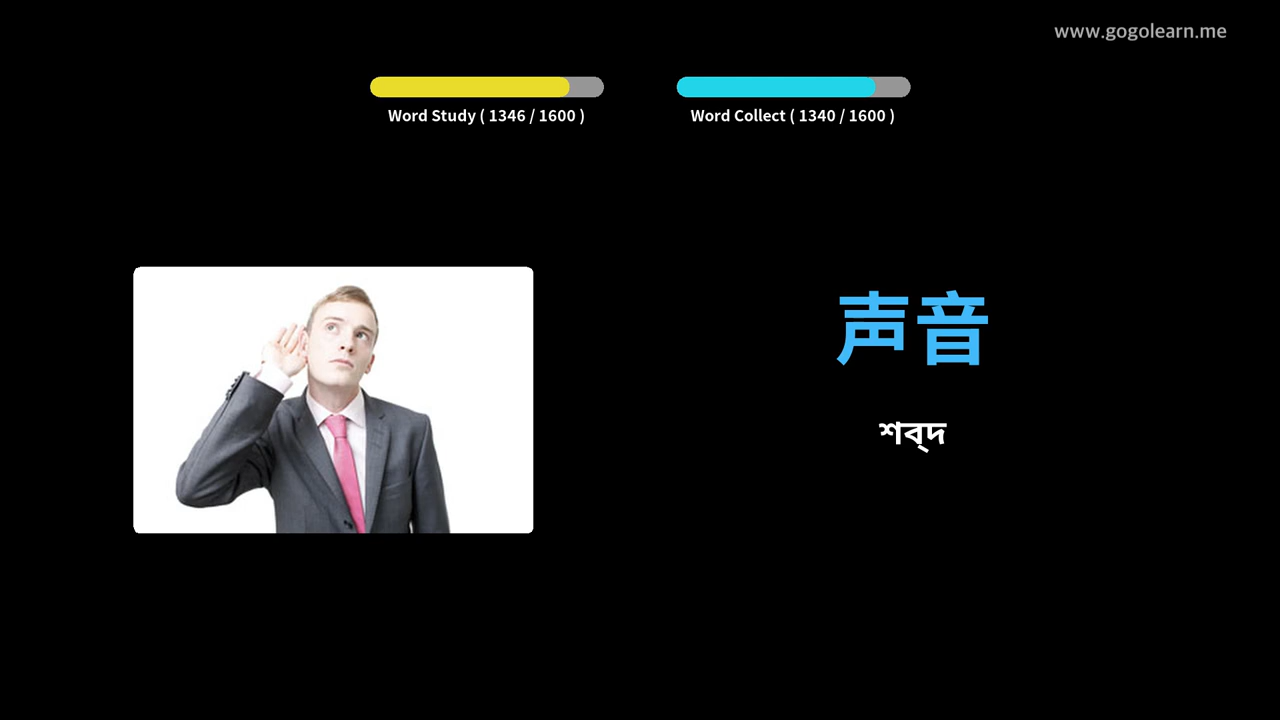 www.gogolearn.me
Word Study ( 1346 / 1600 )
Word Collect ( 1340 / 1600 )
声音
শব্দ